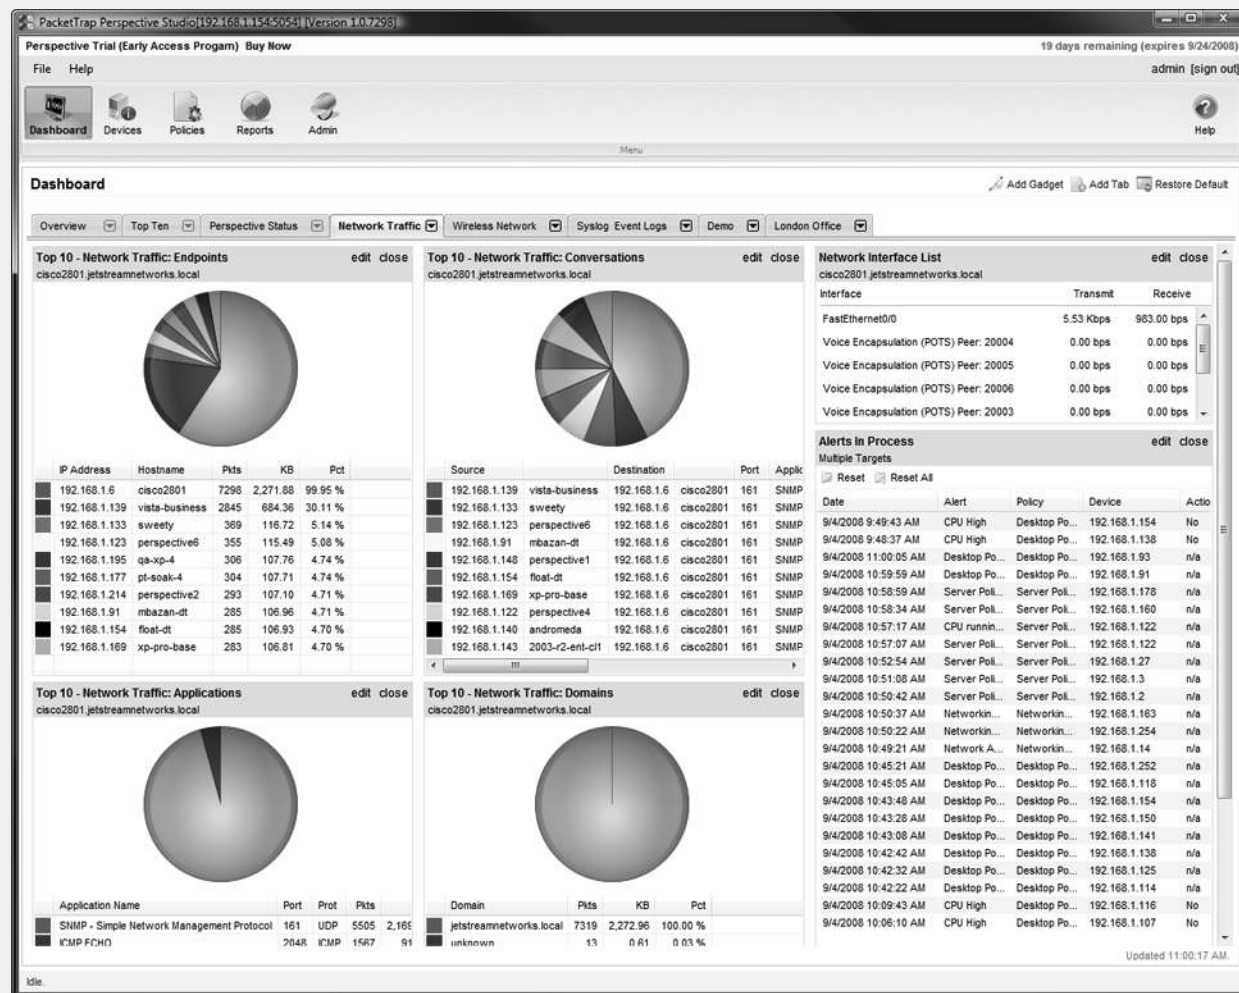 PacketTrap Perspective Studio[192.168.1.154:5054] [Version 1.0.7298]
Perspective Trial (Early Access Progam) Buy Now 19 days remaining (expires 9/24/2008)
File Help admin [sign out]
Dashboard Devices Policies Reports Admin Help
Menu
Dashboard Add Gadget Add Tab Restore Default
Overview Top Ten Perspective Status Network Traffic Wireless Network Syslog Event Logs Demo London Office
Top 10 - Network Traffic: Endpoints edit close
cisco2801.jetstreamnetworks.local
IP Address Hostname Pkts KB Pct
192.168.1.6 cisco2801 7298 2,271.88 99.95 %
192.168.1.139 vista-business 2845 684.36 30.11 %
192.168.1.133 sweety 369 116.72 5.14 %
192.168.1.123 perspective6 355 115.49 5.08 %
192.168.1.195 qa-xp-4 306 107.76 4.74 %
192.168.1.177 pt-soak-4 304 107.71 4.74 %
192.168.1.214 perspective2 293 107.10 4.71 %
192.168.1.91 mbazan-dt 285 106.96 4.71 %
192.168.1.154 float-dt 285 106.93 4.70 %
192.168.1.169 xp-pro-base 283 106.81 4.70 %
Top 10 - Network Traffic: Conversations edit close
cisco2801.jetstreamnetworks.local
Source Destination Port Applic
192.168.1.139 vista-business 192.168.1.6 cisco2801 161 SNMP
192.168.1.133 sweety 192.168.1.6 cisco2801 161 SNMP
192.168.1.123 perspective6 192.168.1.6 cisco2801 161 SNMP
192.168.1.91 mbazan-dt 192.168.1.6 cisco2801 161 SNMP
192.168.1.148 perspective1 192.168.1.6 cisco2801 161 SNMP
192.168.1.154 float-dt 192.168.1.6 cisco2801 161 SNMP
192.168.1.169 xp-pro-base 192.168.1.6 cisco2801 161 SNMP
192.168.1.122 perspective4 192.168.1.6 cisco2801 161 SNMP
192.168.1.140 andromeda 192.168.1.6 cisco2801 161 SNMP
192.168.1.143 2003-r2-ent-cl1 192.168.1.6 cisco2801 161 SNMP
Network Interface List edit close
cisco2801.jetstreamnetworks.local
Interface Transmit Receive
FastEthernet0/0 5.53 Kbps 983.00 bps
Voice Encapsulation (POTS) Peer: 20004 0.00 bps 0.00 bps
Voice Encapsulation (POTS) Peer: 20005 0.00 bps 0.00 bps
Voice Encapsulation (POTS) Peer: 20006 0.00 bps 0.00 bps
Voice Encapsulation (POTS) Peer: 20003 0.00 bps 0.00 bps
Alerts In Process edit close
Multiple Targets
Reset Reset All
Date Alert Policy Device Actio
9/4/2008 9:49:43 AM CPU High Desktop Po... 192.168.1.154 No
9/4/2008 9:48:37 AM CPU High Desktop Po... 192.168.1.138 No
9/4/2008 11:00:05 AM Desktop Po... Desktop Po... 192.168.1.93 n/a
9/4/2008 10:59:59 AM Desktop Po... Desktop Po... 192.168.1.91 n/a
9/4/2008 10:58:59 AM Server Poli... Server Poli... 192.168.1.178 n/a
9/4/2008 10:58:34 AM Server Poli... Server Poli... 192.168.1.160 n/a
9/4/2008 10:57:17 AM CPU runnin... Server Poli... 192.168.1.122 n/a
9/4/2008 10:57:07 AM Server Poli... Server Poli... 192.168.1.122 n/a
9/4/2008 10:52:54 AM Server Poli... Server Poli... 192.168.1.27 n/a
9/4/2008 10:51:08 AM Server Poli... Server Poli... 192.168.1.3 n/a
9/4/2008 10:50:42 AM Server Poli... Server Poli... 192.168.1.2 n/a
9/4/2008 10:50:37 AM Networkin... Networkin... 192.168.1.163 n/a
9/4/2008 10:50:22 AM Networkin... Networkin... 192.168.1.254 n/a
9/4/2008 10:49:21 AM Network A... Networkin... 192.168.1.14 n/a
9/4/2008 10:45:21 AM Desktop Po... Desktop Po... 192.168.1.252 n/a
9/4/2008 10:45:05 AM Desktop Po... Desktop Po... 192.168.1.118 n/a
9/4/2008 10:43:48 AM Desktop Po... Desktop Po... 192.168.1.154 n/a
9/4/2008 10:43:28 AM Desktop Po... Desktop Po... 192.168.1.150 n/a
9/4/2008 10:43:08 AM Desktop Po... Desktop Po... 192.168.1.141 n/a
9/4/2008 10:42:42 AM Desktop Po... Desktop Po... 192.168.1.138 n/a
9/4/2008 10:42:32 AM Desktop Po... Desktop Po... 192.168.1.125 n/a
9/4/2008 10:42:22 AM Desktop Po... Desktop Po... 192.168.1.114 n/a
9/4/2008 10:09:43 AM CPU High Desktop Po... 192.168.1.116 No
9/4/2008 10:06:10 AM CPU High Desktop Po... 192.168.1.107 No
Top 10 - Network Traffic: Applications edit close
cisco2801.jetstreamnetworks.local
Application Name Port Prot Pkts
SNMP - Simple Network Management Protocol 161 UDP 5505 2,169
ICMP ECHO 2048 ICMP 1567 91
Top 10 - Network Traffic: Domains edit close
cisco2801.jetstreamnetworks.local
Domain Pkts KB Pct
jetstreamnetworks.local 7319 2,272.96 100.00 %
unknown 13 0.61 0.03 %
Updated 11:00:17 AM.
Idle.